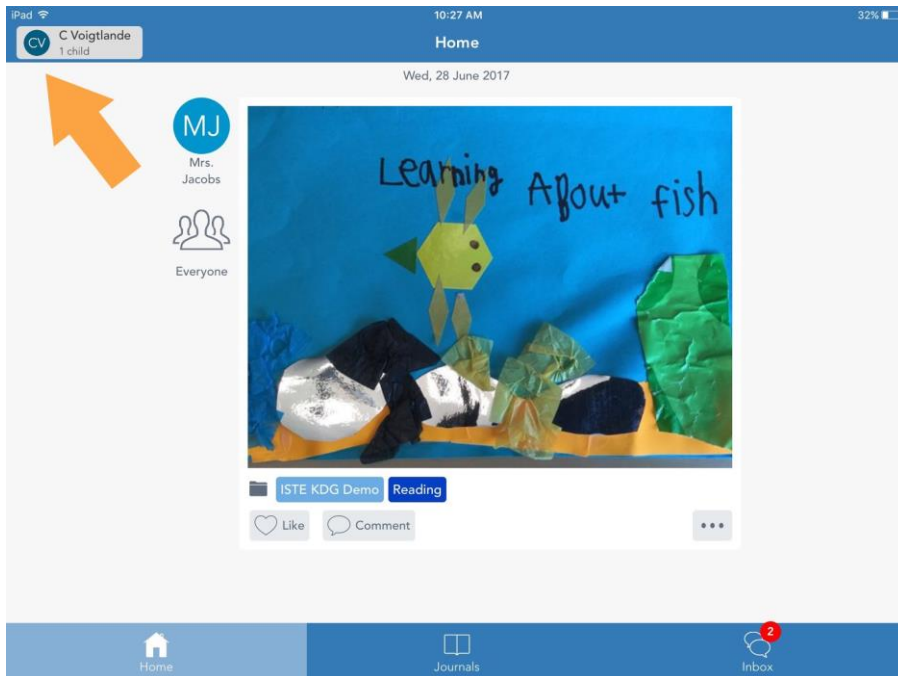 iPad 10:27 AM 32%
CV C Voigtlande
1 child
Home
Wed, 28 June 2017
MJ
Mrs.
Jacobs
Everyone
Learning About fish
ISTE KDG Demo Reading
Like Comment
Home Journals Inbox
2